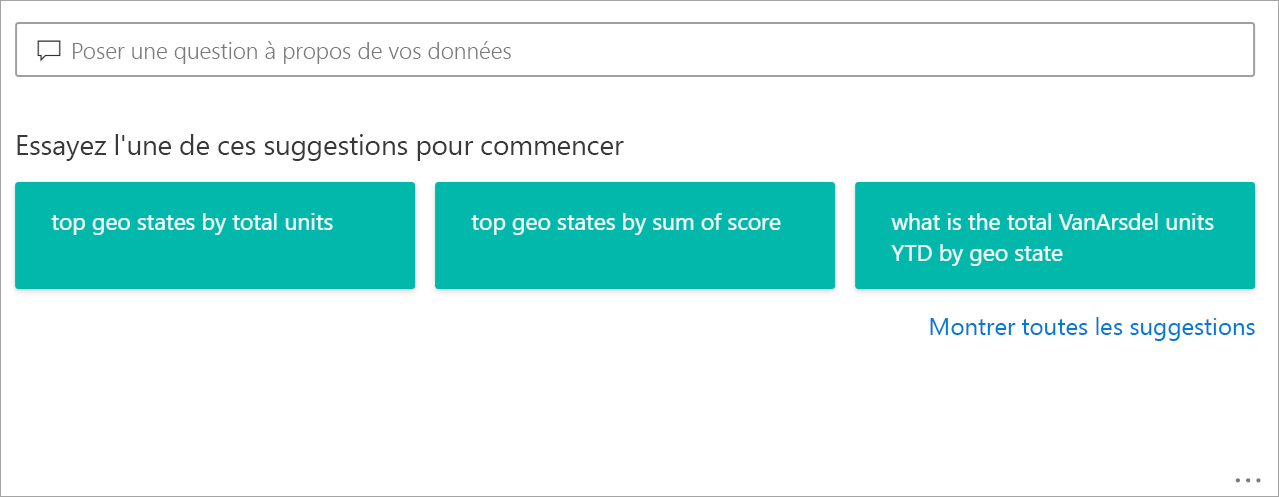 Poser une question à propos de vos données
Essayez l'une de ces suggestions pour commencer
top geo states by total units
top geo states by sum of score
what is the total VanArsdel units
YTD by geo state
Montrer toutes les suggestions